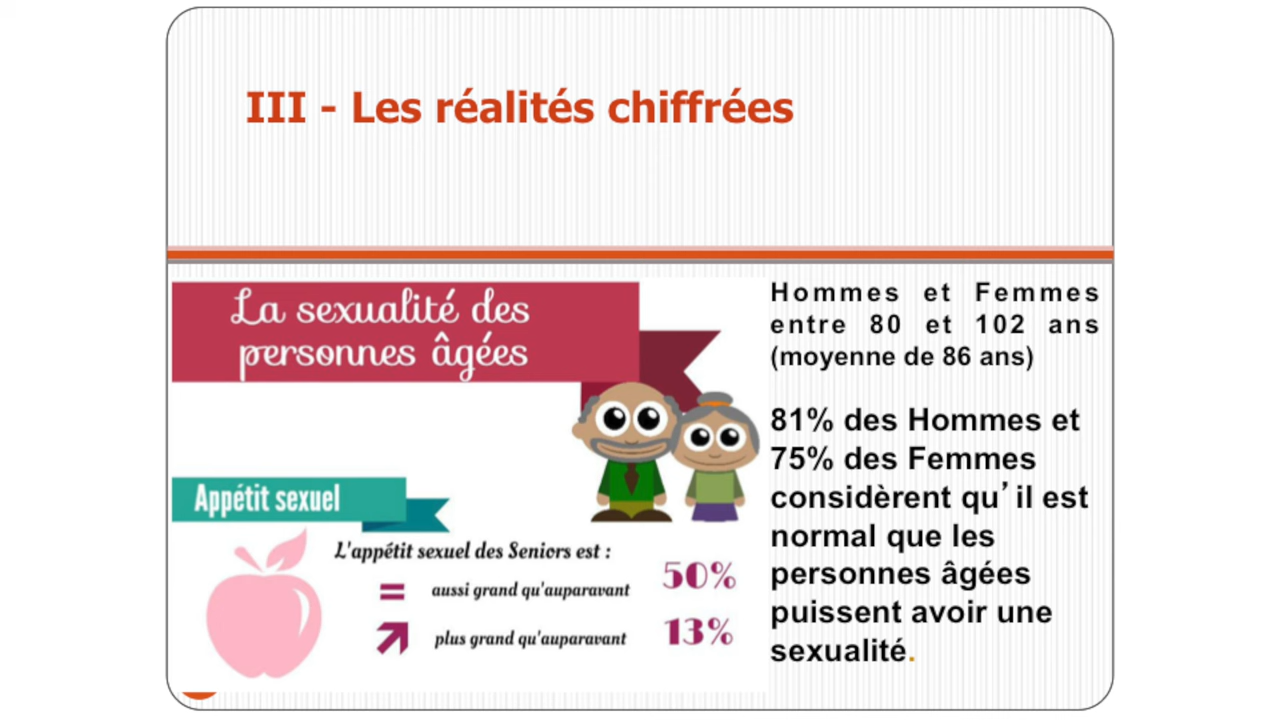 III - Les réalités chiffrées
La sexualité des
personnes âgées
Appétit sexuel
L'appétit sexuel des Seniors est :
= aussi grand qu'auparavant 50%
plus grand qu'auparavant 13%
Hommes et Femmes
entre 80 et 102 ans
(moyenne de 86 ans)
81% des Hommes et
75% des Femmes
considèrent qu’il est
normal que les
personnes âgées
puissent avoir une
sexualité.